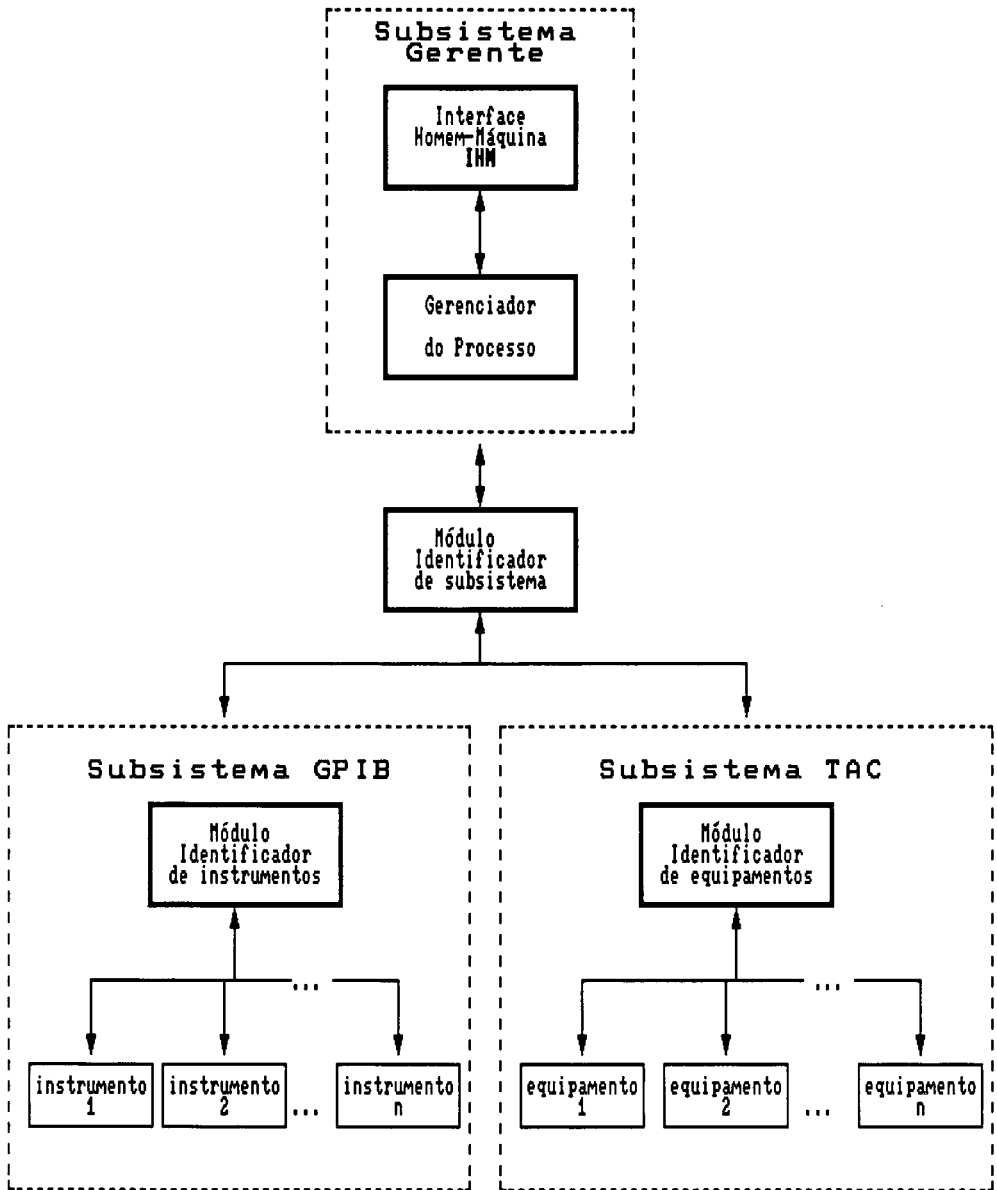 Subsistema
Gerente
Interface
Homem-Máquina
IHM
Gerenciador
do Processo
Módulo
Identificador
de subsistema
Subsistema GPIB
Módulo
Identificador
de instrumentos
...
instrumento
1
instrumento
2
...
instrumento
n
Subsistema TAC
Módulo
Identificador
de equipamentos
...
equipamento
1
equipamento
2
...
equipamento
n